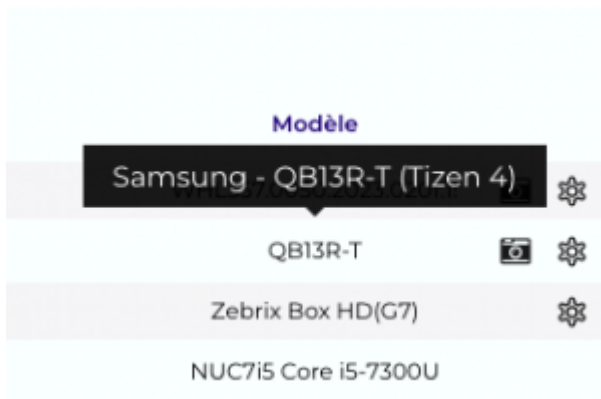 Modèle
Samsung - QB13R-T (Tizen 4)
QB13R-T
Zebrix Box HD(G7)
NUC7i5 Core i5-7300U